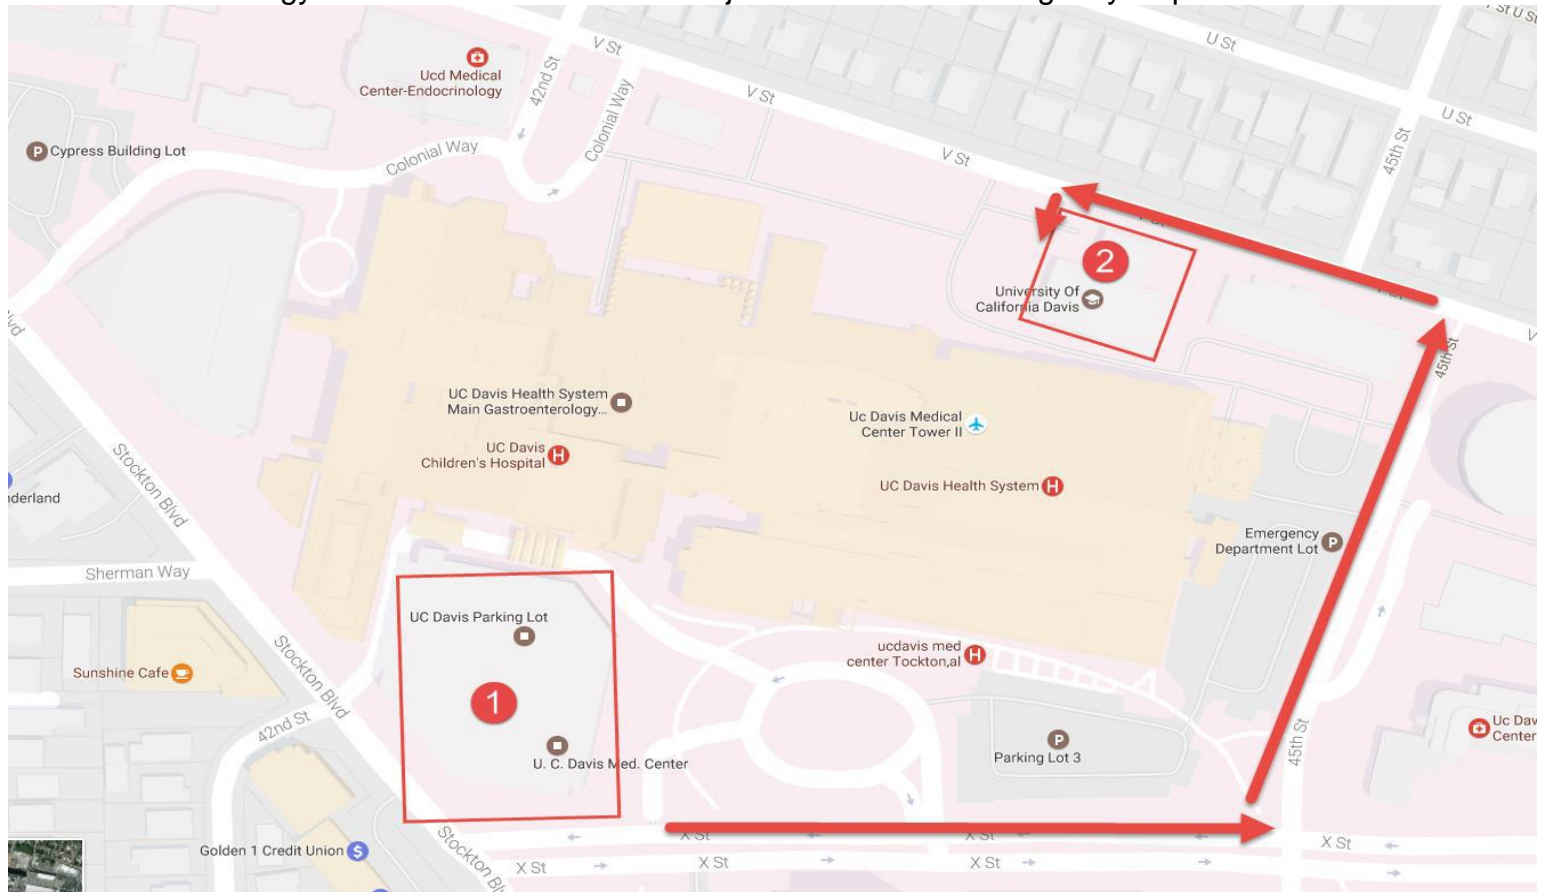 V St
U St
Ucd Medical
Center-Endocrinology
42nd St
Colonial Way
V St
U St
45th St
Cypress Building Lot
Colonial Way
V St
2
University Of
California Davis
45th St
UC Davis Health System
Main Gastroenterology...
Uc Davis Medical
Center Tower II
UC Davis
Children's Hospital
H
UC Davis Health System
H
Stockton Blvd
nderland
Emergency
Department Lot
P
Sherman Way
UC Davis Parking Lot
ucdavis med
center Tockton,al
H
Sunshine Cafe
Stockton Blvd
1
42nd St
U. C. Davis Med. Center
P
Parking Lot 3
45th St
Uc Dav
Center
Golden 1 Credit Union
$
Stockton
X St
X St
X St
X St
X St
X St